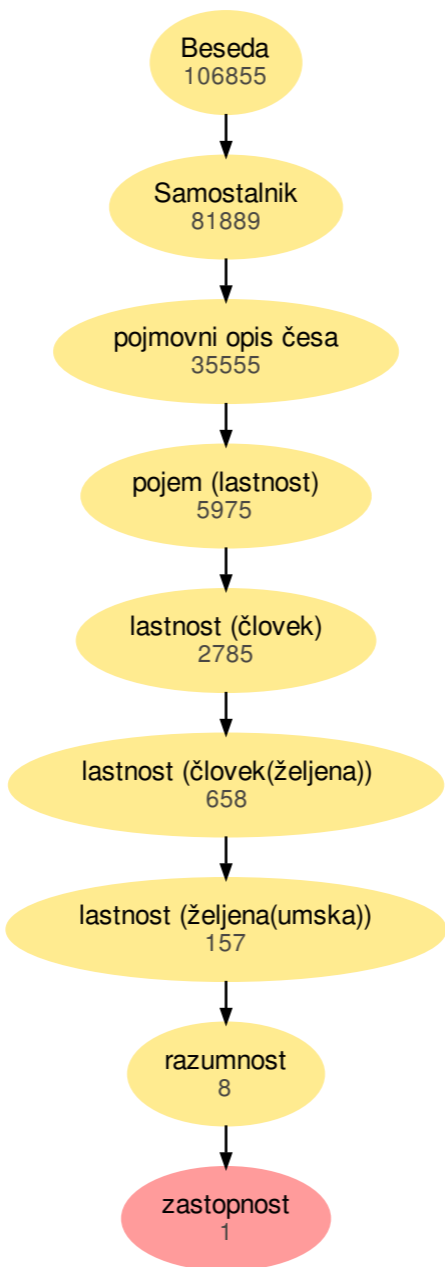 Beseda
106855
Samostalnik
81889
pojmovni opis česa
35555
pojem (lastnost)
5975
lastnost (človek)
2785
lastnost (človek(željena))
658
lastnost (željena(umska))
157
razumnost
8
zastopnost
1